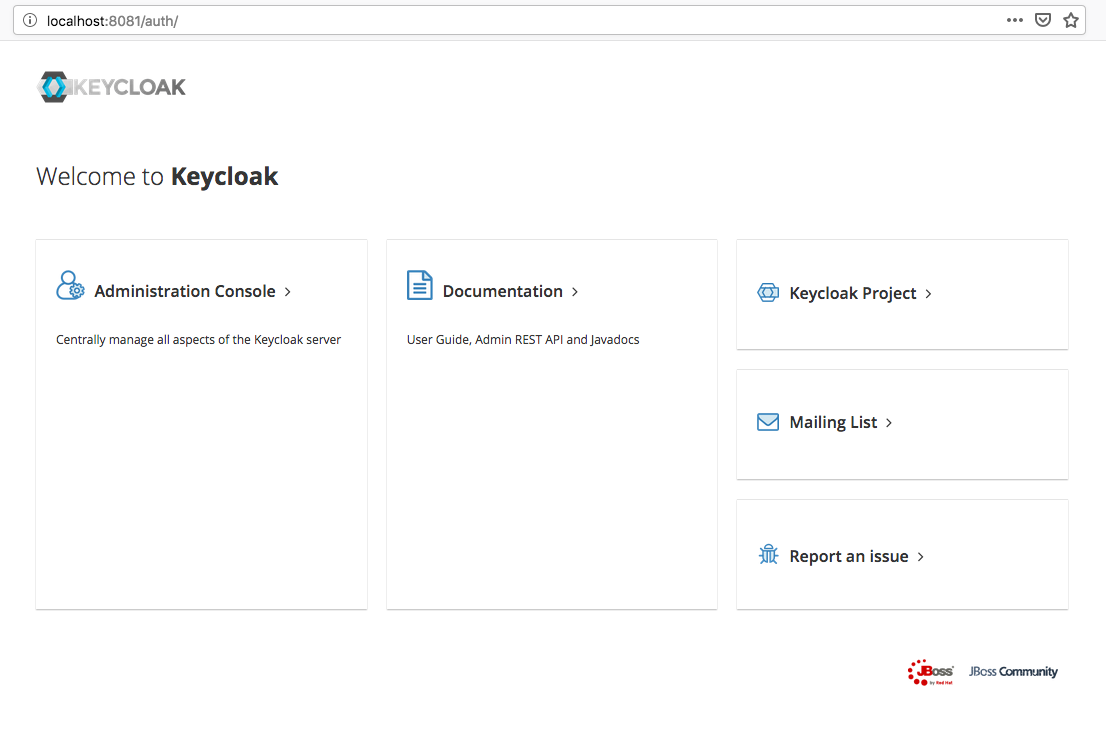 localhost:8081/auth/
KEYCLOAK
Welcome to Keycloak
Administration Console
Centrally manage all aspects of the Keycloak server
Documentation
User Guide, Admin REST API and Javadocs
Keycloak Project
Mailing List
Report an issue
JBoss
by Red Hat
JBoss Community